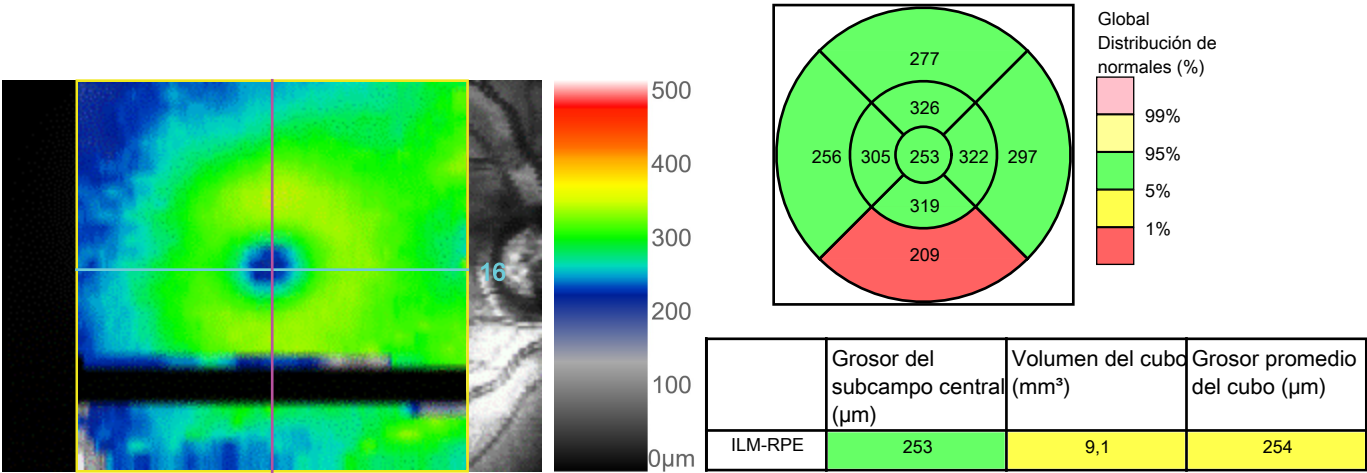 500
400
300
200
100
0µm
16
277
326
256
305
253
322
297
319
209
Global
Distribución de
normales (%)
99%
95%
5%
1%
Grosor del
subcampo central
(µm)
Volumen del cubo
(mm³)
Grosor promedio
del cubo (µm)
ILM-RPE
253
9,1
254